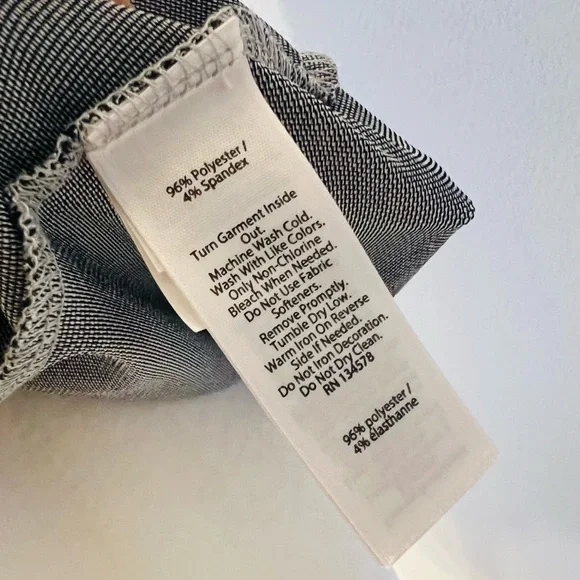 96% Polyester /
4% Spandex
Turn Garment Inside
Out.
Machine Wash Cold.
Wash With Like Colors.
Only Non-Chlorine
Bleach When Needed.
Do Not Use Fabric
Softeners.
Remove Promptly.
Tumble Dry Low.
Warm Iron On Reverse
Side If Needed.
Do Not Iron Decoration.
Do Not Dry Clean.
RN 134578
96% polyester /
4% élasthanne